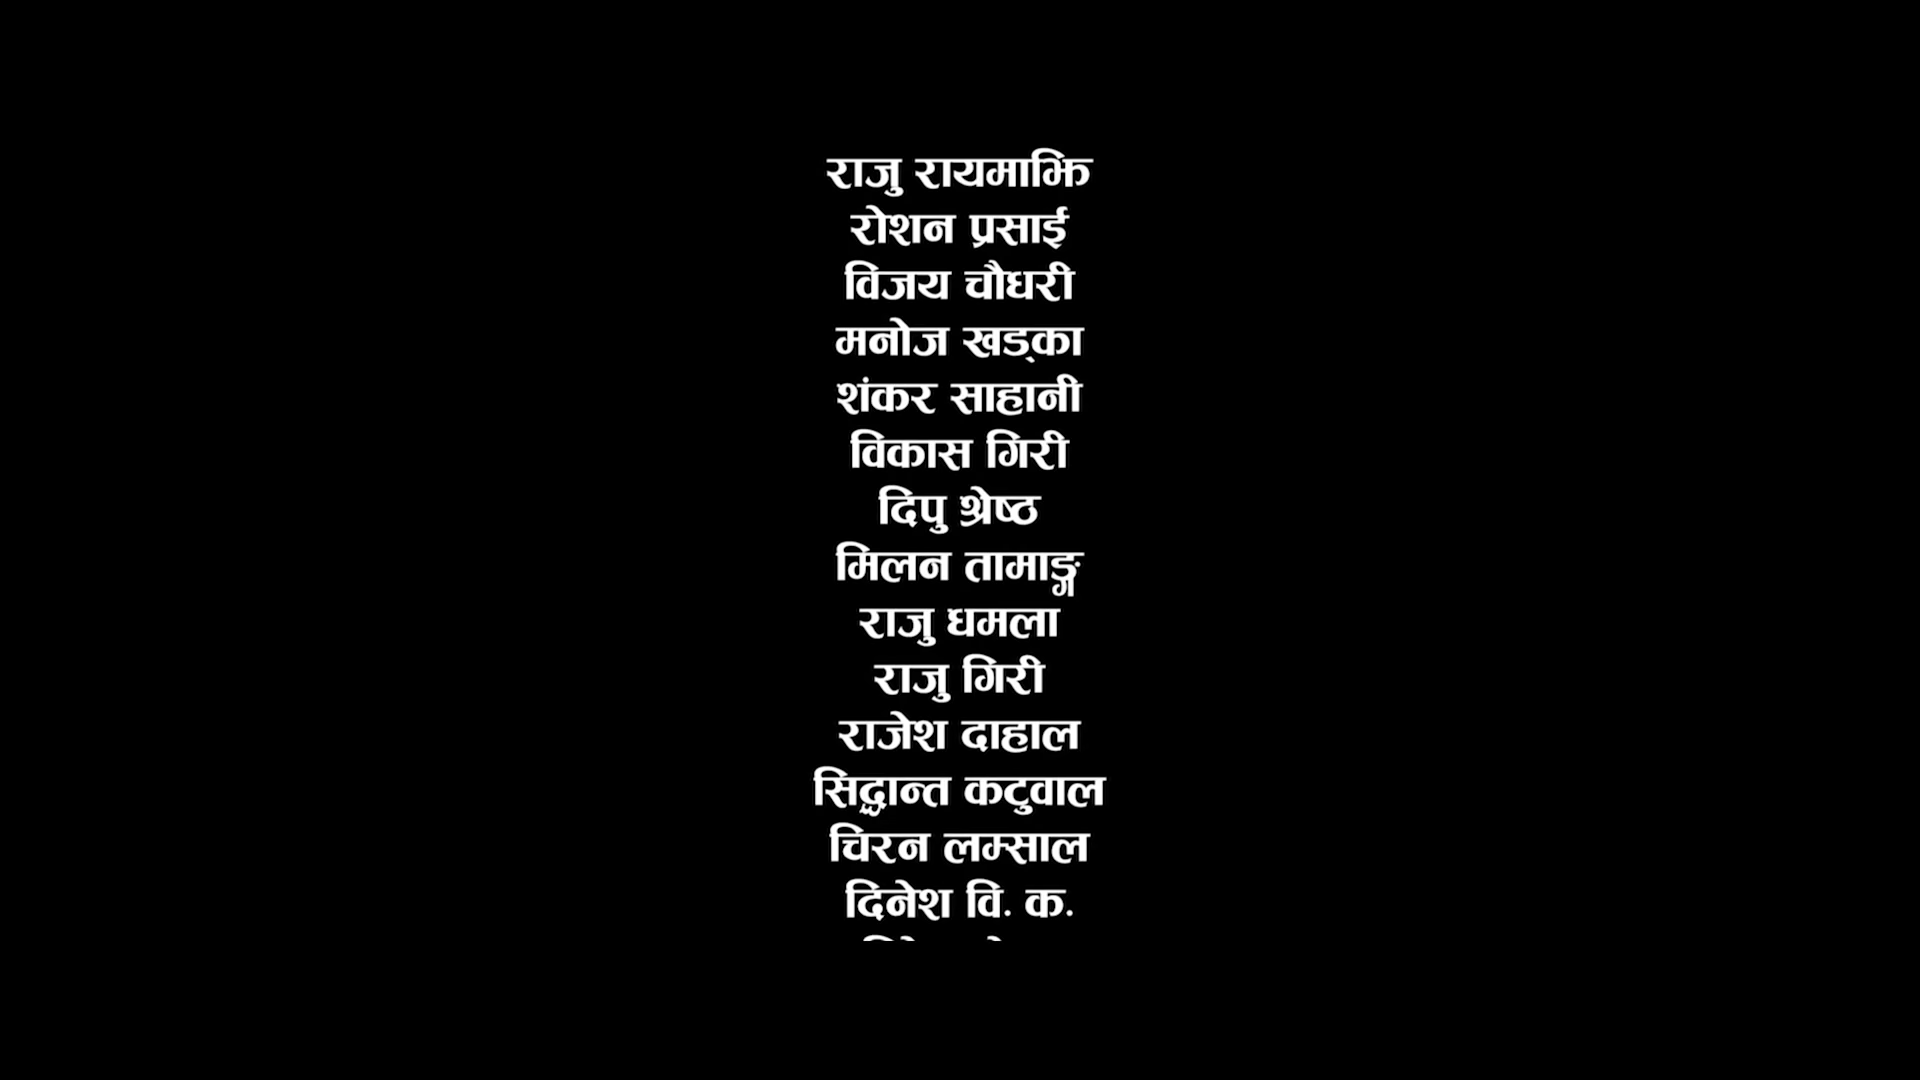 राजु रायमाझि
रोशन प्रसाई
विजय चौधरी
मनोज खड्का
शंकर साहानी
विकास गिरी
दिपु श्रेष्ठ
मिलन तामाङ्ग
राजु धमला
राजु गिरी
राजेश दाहाल
सिद्धान्त कटुवाल
चिरन लम्साल
दिनेश वि. क.